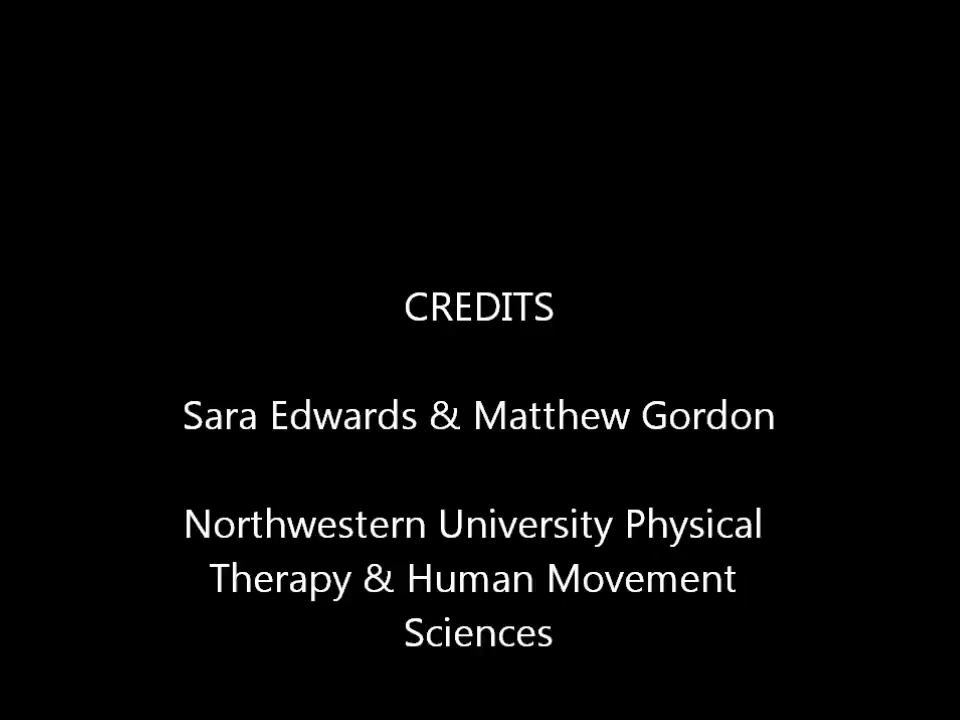 CREDITS
Sara Edwards & Matthew Gordon
Northwestern University Physical
Therapy & Human Movement
Sciences